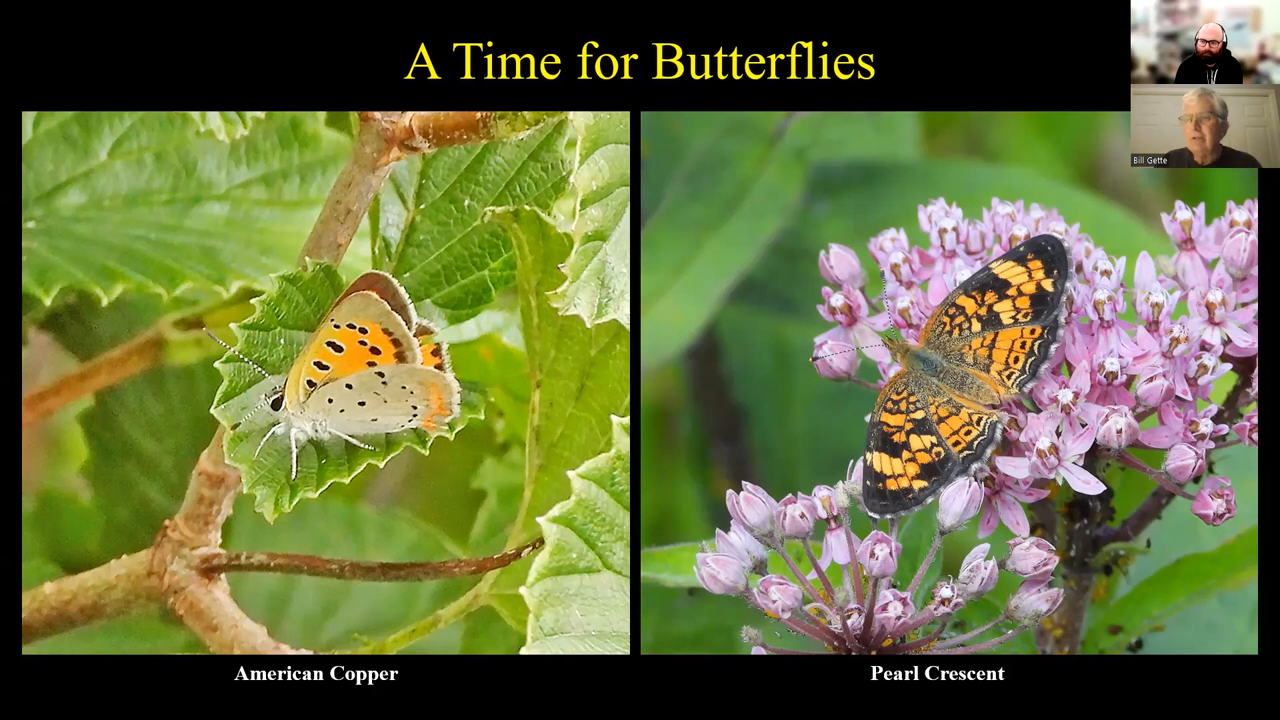 A Time for Butterflies
Bill Gette
American Copper
Pearl Crescent